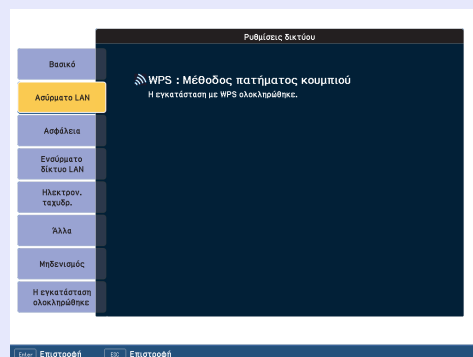 Ρυθμίσεις δικτύου
Βασικό
Ασύρματο LAN
Ασφάλεια
Ενσύρματο
δίκτυο LAN
Ηλεκτρον.
ταχυδρ.
Άλλα
Μηδενισμός
Η εγκατάσταση
ολοκληρώθηκε
WPS : Μέθοδος πατήματος κουμπιού
Η εγκατάσταση με WPS ολοκληρώθηκε.
Enter Επιστροφή ESC Επιστροφή